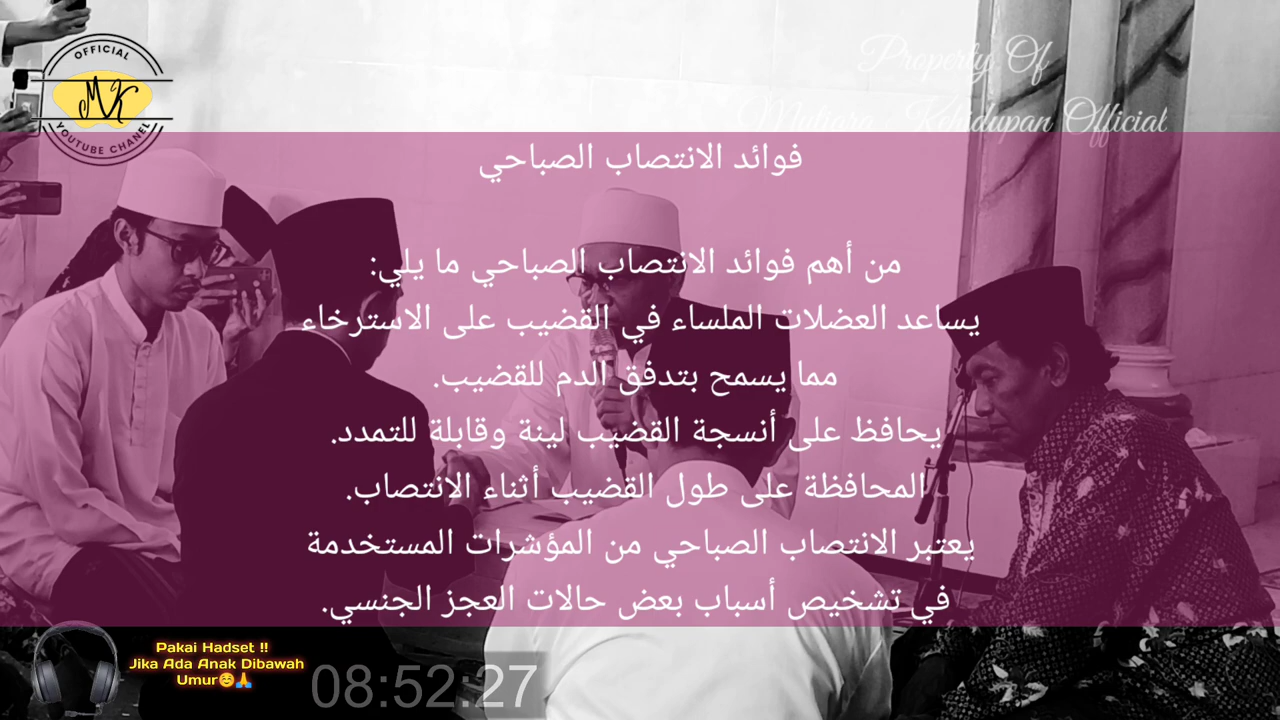 OFFICIAL
MK
YOUTUBE CHANEL
Property Of
Kehidupan Official
فوائد الانتصاب الصباحي
من أهم فوائد الانتصاب الصباحي ما يلي:
يساعد العضلات الملساء في القضيب على الاسترخاء
مما يسمح بتدفق الدم للقضيب.
يحافظ على أنسجة القضيب لينة وقابلة للتمدد.
المحافظة على طول القضيب أثناء الانتصاب.
يعتبر الانتصاب الصباحي من المؤشرات المستخدمة
في تشخيص أسباب بعض حالات العجز الجنسي.
Pakai Hadset !!
Jika Ada Anak Dibawah
Umur☺️🙏
08:52:27